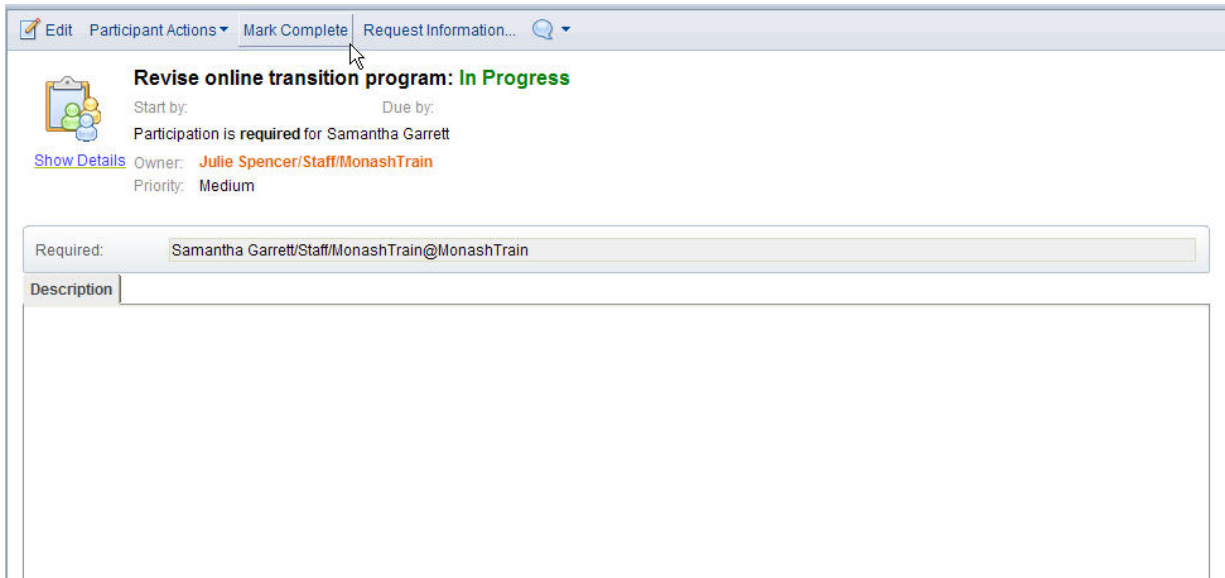 Edit Participant Actions Mark Complete Request Information...
Revise online transition program: In Progress
Start by: Due by:
Participation is required for Samantha Garrett
Show Details Owner: Julie Spencer/Staff/MonashTrain
Priority: Medium
Required: Samantha Garrett/Staff/MonashTrain@MonashTrain
Description